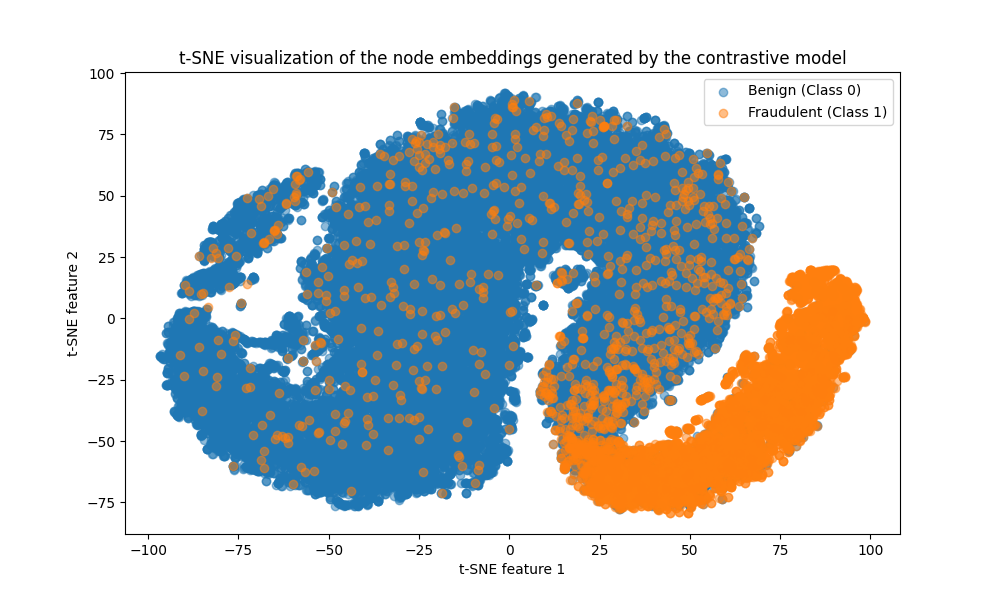 t-SNE visualization of the node embeddings generated by the contrastive model
Benign (Class 0)
Fraudulent (Class 1)
100
75
50
25
0
−25
−50
−75
t-SNE feature 2
−100 −75 −50 −25 0 25 50 75 100
t-SNE feature 1